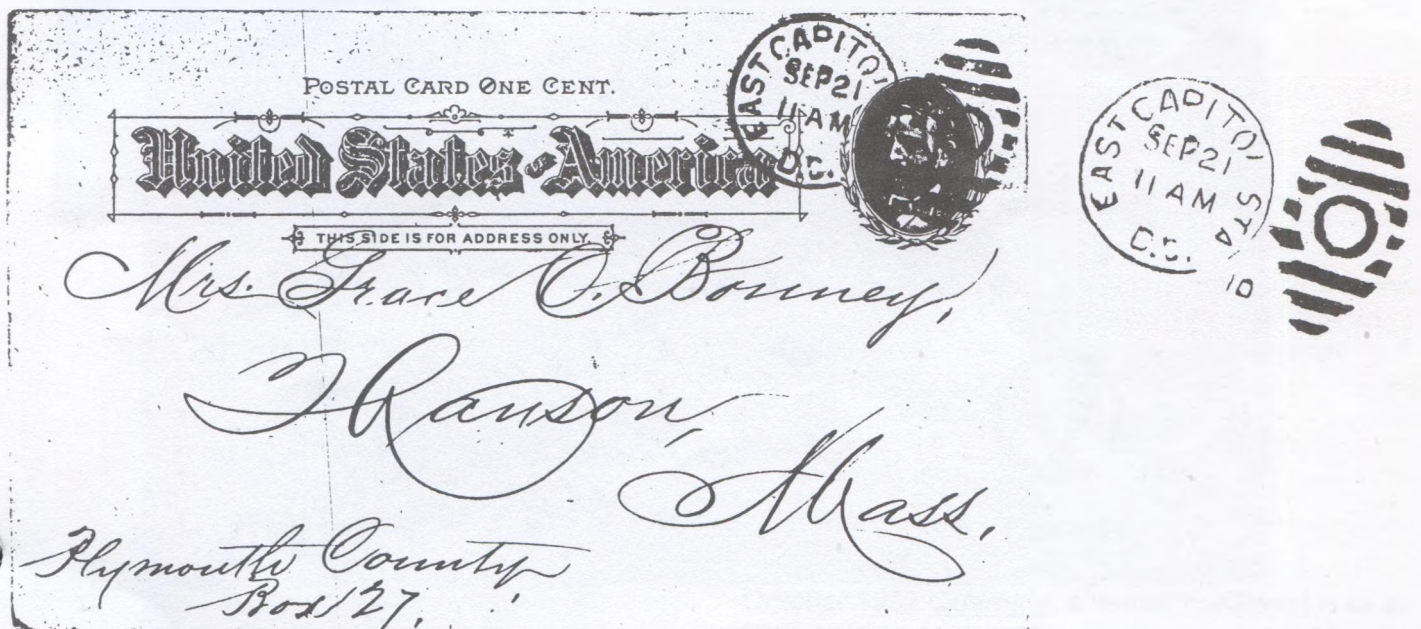 POSTAL CARD ONE CENT.
United States of America
THIS SIDE IS FOR ADDRESS ONLY
EAST CAPITOL
SEP 21
11 AM
D.C.
Mrs. Grace O. Bonney,
Hanson,
Mass.
Plymouth County,
Box 27.
EAST CAPITOL STA
SEP 21
11 AM
D.C.